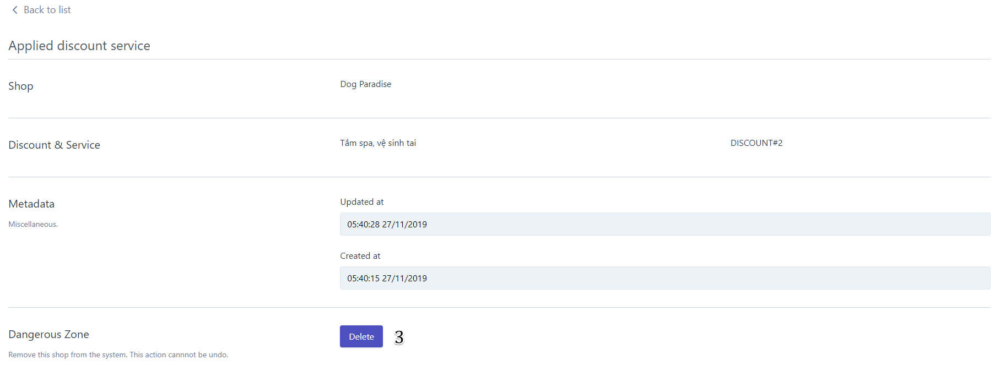 Back to list
Applied discount service
Shop
Dog Paradise
Discount & Service
Tắm spa, vệ sinh tai
DISCOUNT#2
Metadata
Miscellaneous.
Updated at
05:40:28 27/11/2019
Created at
05:40:15 27/11/2019
Dangerous Zone
Remove this shop from the system. This action cannnot be undo.
Delete
3